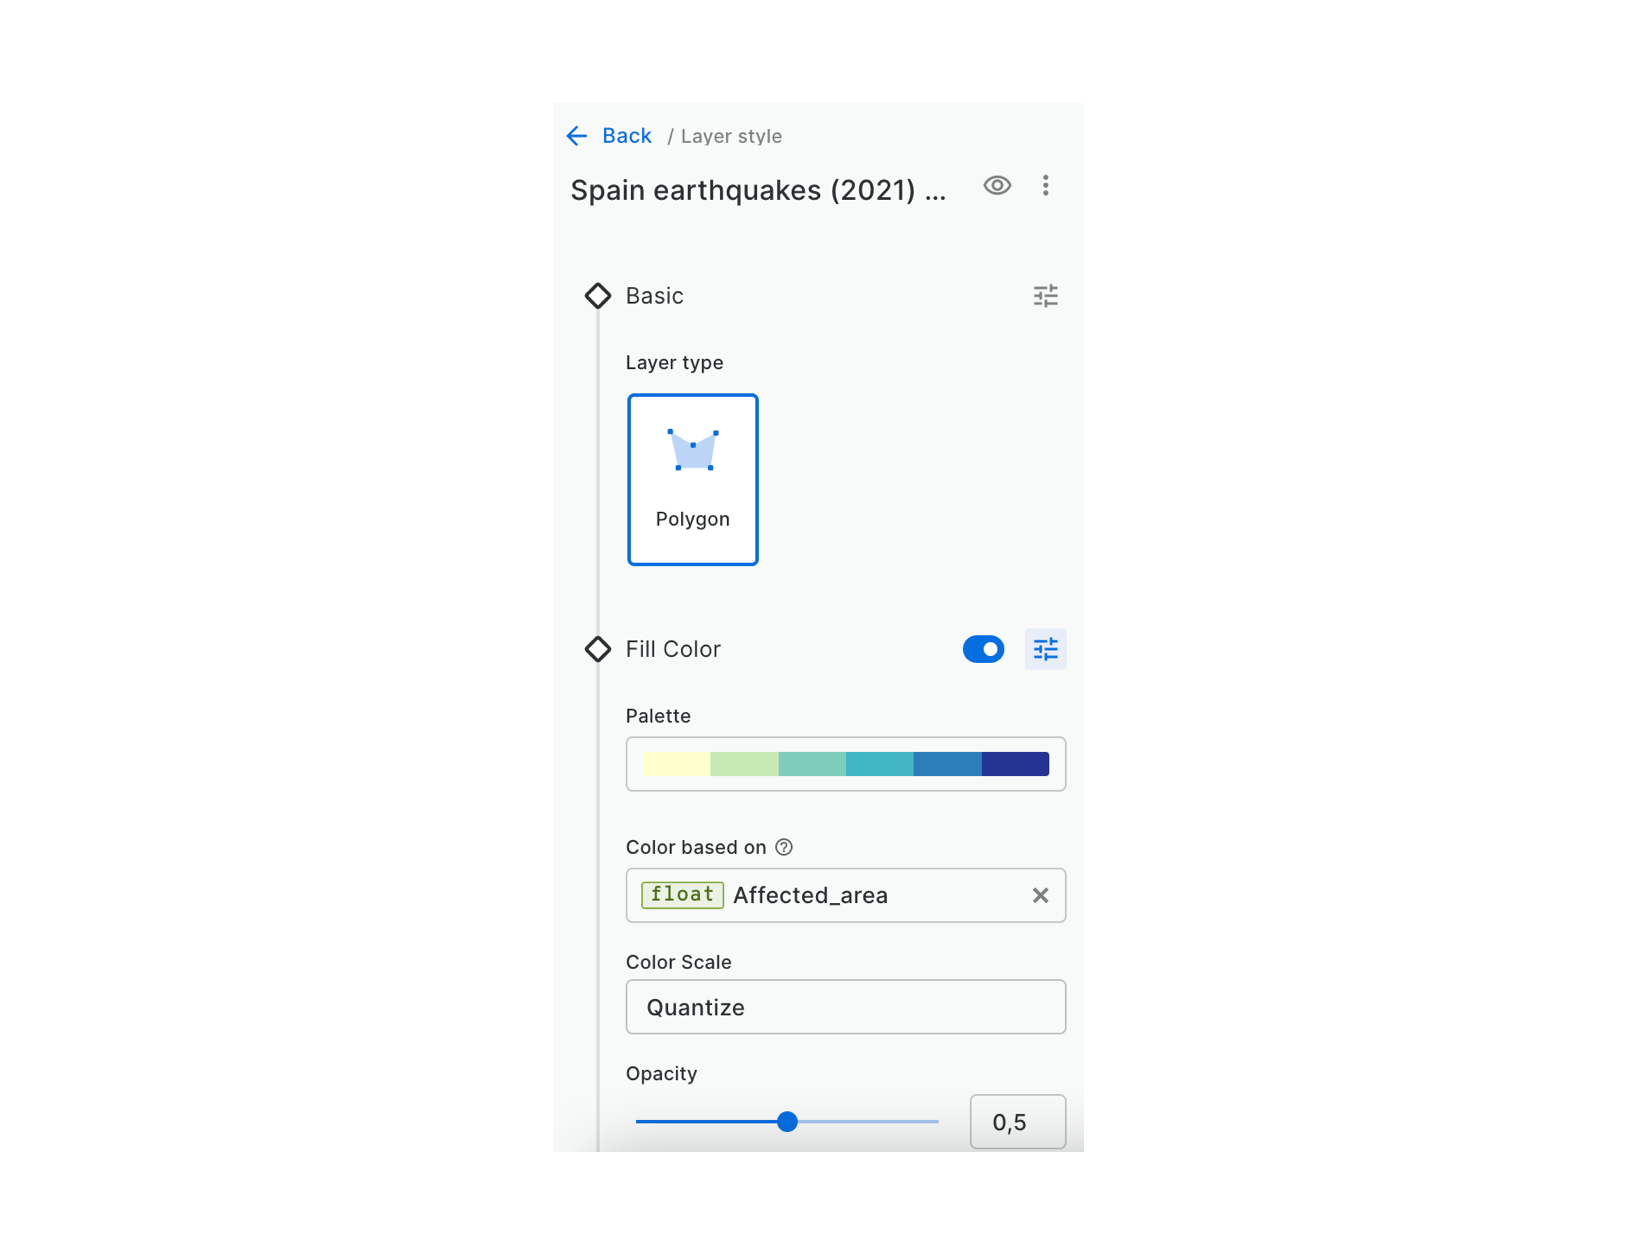 Back / Layer style
Spain earthquakes (2021) ...
Basic
Layer type
Polygon
Fill Color
Palette
Color based on ?
float Affected_area
Color Scale
Quantize
Opacity
0,5